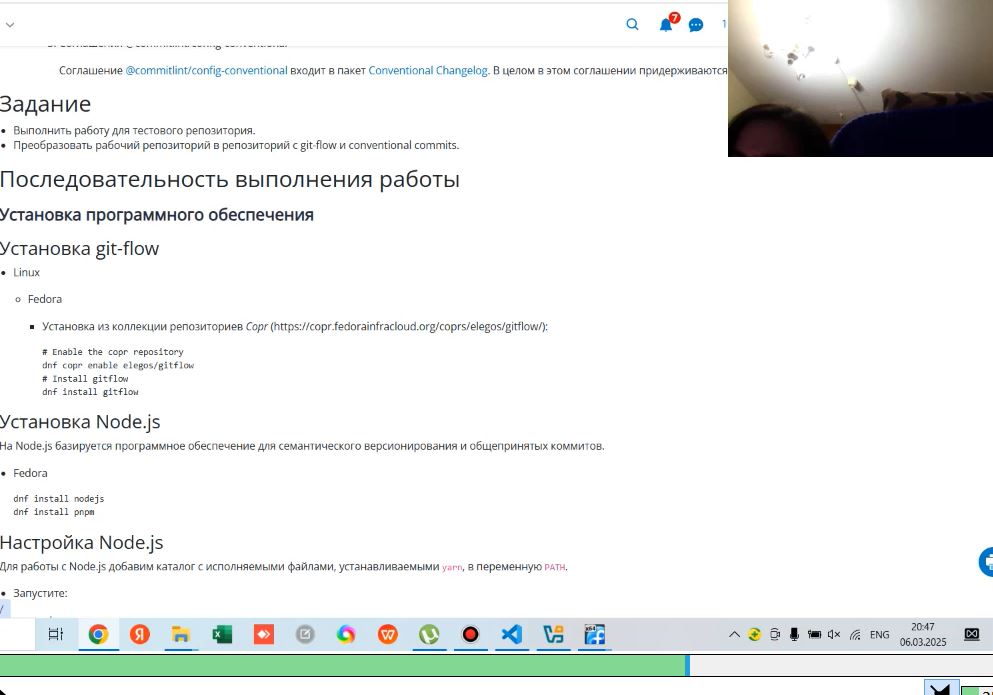 7
1
Соглашение @commitlint/config-conventional входит в пакет Conventional Changelog. В целом в этом соглашении придерживаются
Задание
• Выполнить работу для тестового репозитория.
• Преобразовать рабочий репозиторий в репозиторий с git-flow и conventional commits.
Последовательность выполнения работы
Установка программного обеспечения
Установка git-flow
• Linux
○ Fedora
▪ Установка из коллекции репозиториев Copr (https://copr.fedorainfracloud.org/coprs/elegos/gitflow/):
# Enable the copr repository
dnf copr enable elegos/gitflow
# Install gitflow
dnf install gitflow
Установка Node.js
На Node.js базируется программное обеспечение для семантического версионирования и общепринятых коммитов.
• Fedora
dnf install nodejs
dnf install pnpm
Настройка Node.js
Для работы с Node.js добавим каталог с исполняемыми файлами, устанавливаемыми yarn, в переменную PATH.
• Запустите:
/
ENG
20:47
06.03.2025